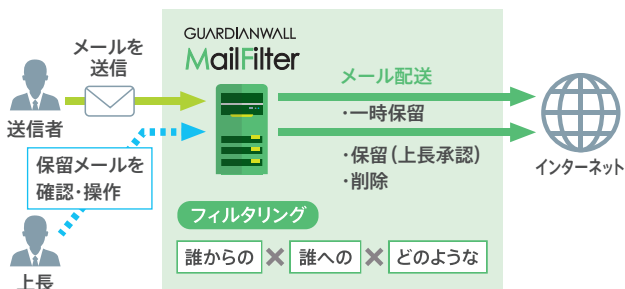 GUARDIANWALL
MailFilter
メールを
送信
送信者
メール配送
・一時保留
・保留(上長承認)
・削除
インターネット
保留メールを
確認・操作
上長
フィルタリング
誰からの × 誰への × どのような